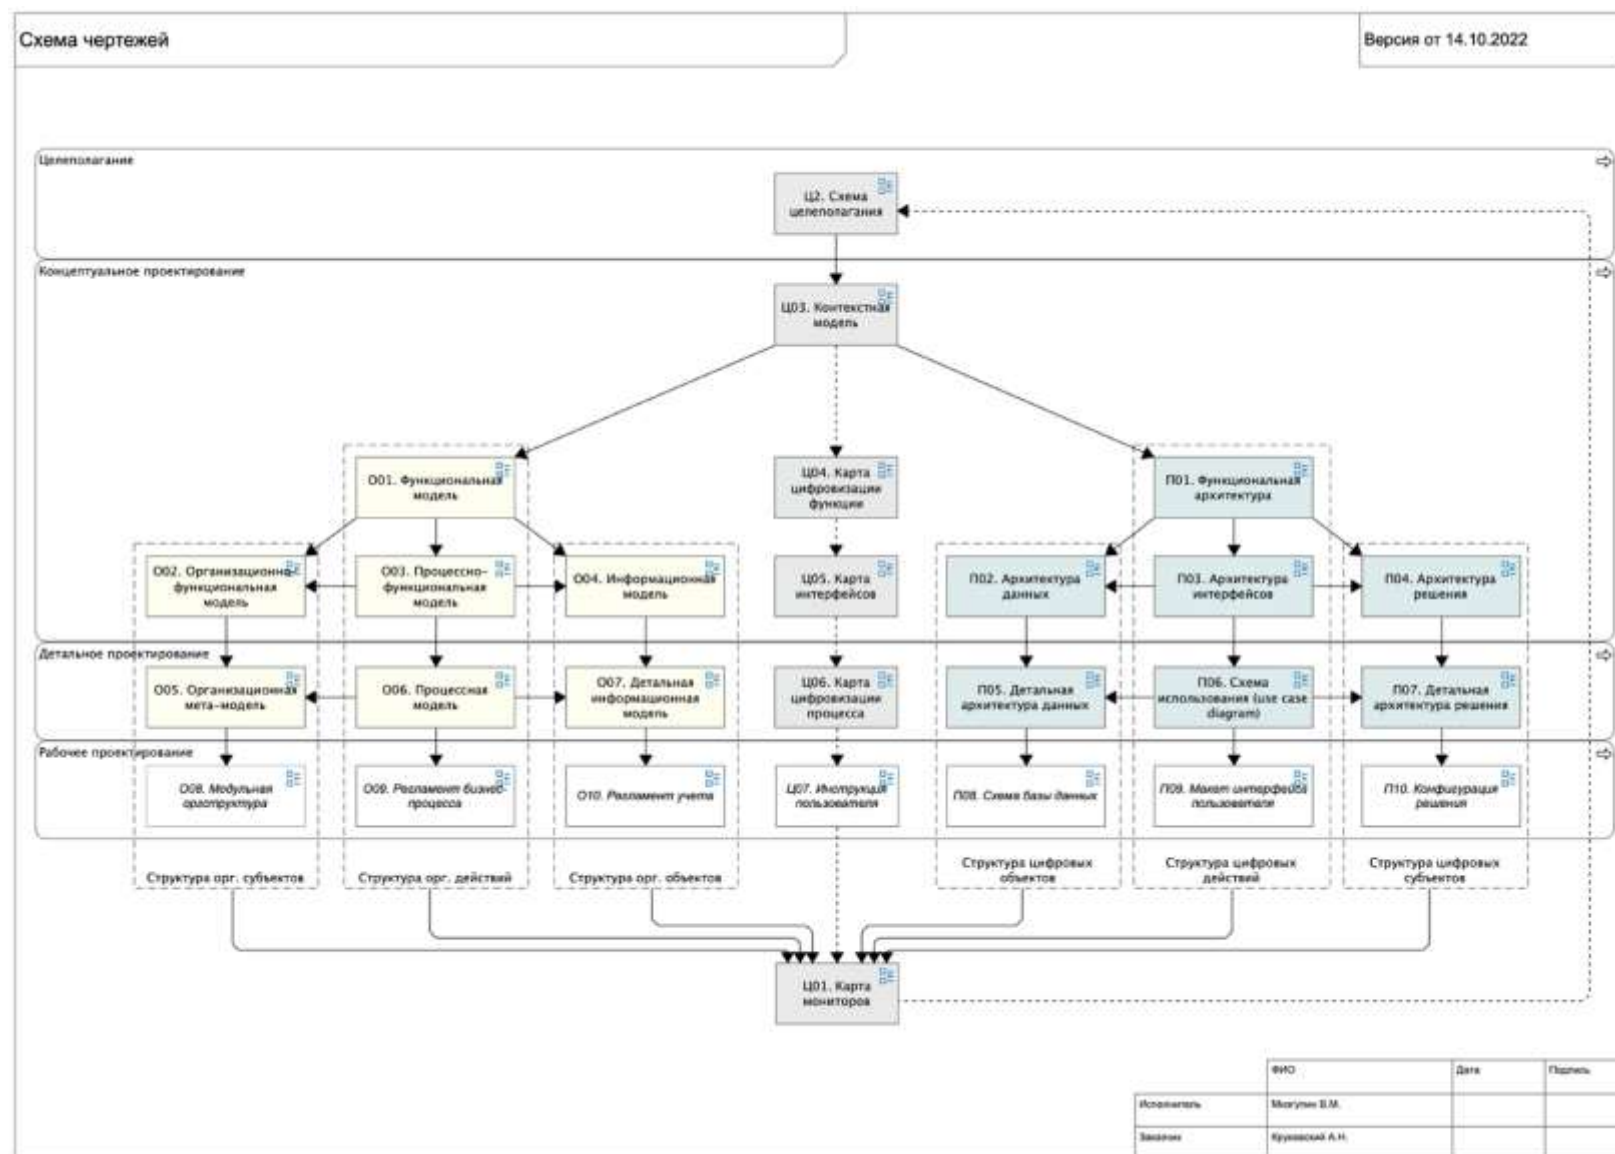 Схема чертежей
Версия от 14.10.2022
Целеполагание
Ц2. Схема
целеполагания
Концептуальное проектирование
Ц03. Контекстная
модель
О01. Функциональная
модель
Ц04. Карта
цифровизации
функции
П01. Функциональная
архитектура
О02. Организационно-
функциональная
модель
О03. Процессно-
функциональная
модель
О04. Информационная
модель
Ц05. Карта
интерфейсов
П02. Архитектура
данных
П03. Архитектура
интерфейсов
П04. Архитектура
решения
Детальное проектирование
О05. Организационная
мета-модель
О06. Процессная
модель
О07. Детальная
информационная
модель
Ц06. Карта
цифровизации
процесса
П05. Детальная
архитектура данных
П06. Схема
использования (use case
diagram)
П07. Детальная
архитектура решения
Рабочее проектирование
О08. Модульная
оргструктура
О09. Регламент бизнес-
процесса
О10. Регламент учета
Ц07. Инструкция
пользователя
П08. Схема базы данных
П09. Макет интерфейса
пользователя
П10. Конфигурация
решения
Структура орг. субъектов
Структура орг. действий
Структура орг. объектов
Структура цифровых
объектов
Структура цифровых
действий
Структура цифровых
субъектов
Ц01. Карта
мониторов
ФИО
Дата
Подпись
Исполнитель
В.М.
Заказчик
А.Н.